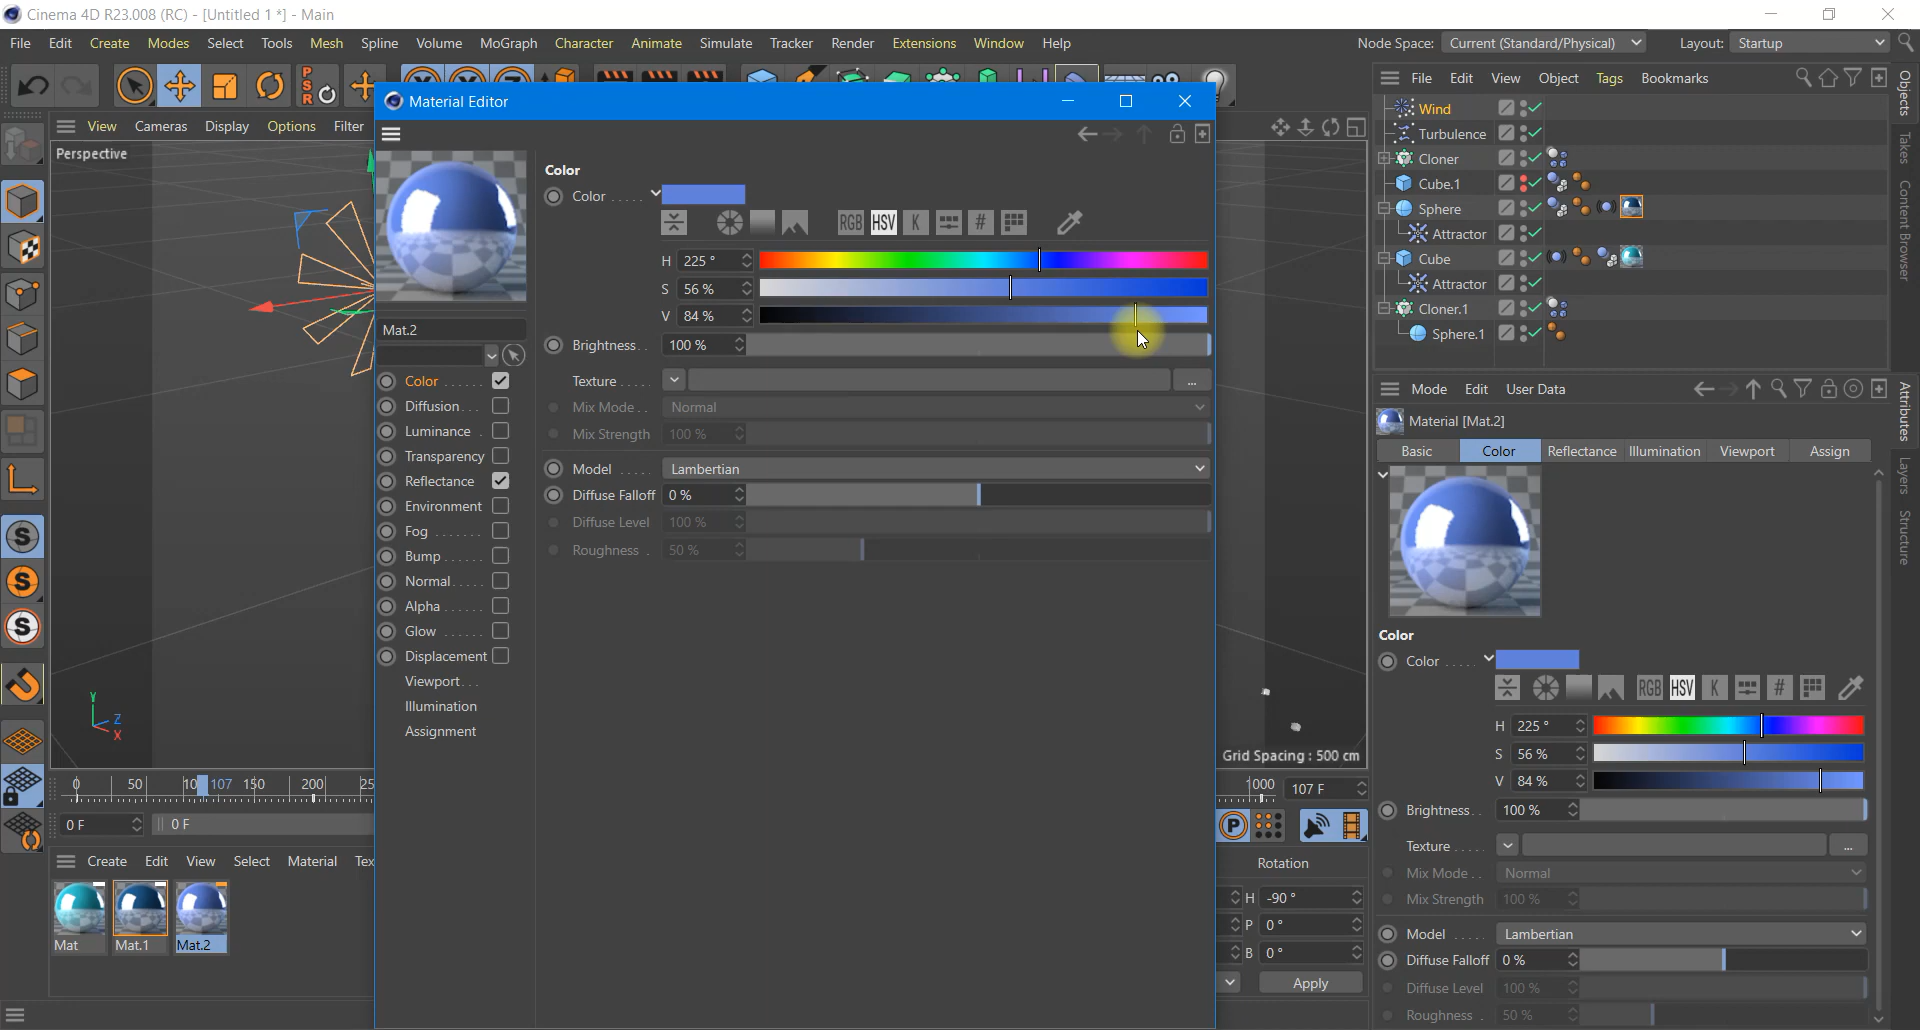 Cinema 4D R23.008 (RC) - [Untitled 1 *] - Main
File Edit Create Modes Select Tools Mesh Spline Volume MoGraph Character Animate Simulate Tracker Render Extensions Window Help
Node Space: Current (Standard/Physical) Layout: Startup
PSR
File Edit View Object Tags Bookmarks
Objects
Takes
Content Browser
Wind
Turbulence
Cloner
Cube.1
Sphere
Attractor
Cube
Attractor
Cloner.1
Sphere.1
View Cameras Display Options Filter
Perspective
Material Editor
Mat.2
Color
Diffusion
Luminance
Transparency
Reflectance
Environment
Fog
Bump
Normal
Alpha
Glow
Displacement
Viewport
Illumination
Assignment
Color
Color
RGB HSV K #
H 225 °
S 56 %
V 84 %
Brightness 100 %
Texture ...
Mix Mode Normal
Mix Strength 100 %
Model Lambertian
Diffuse Falloff 0 %
Diffuse Level 100 %
Roughness 50 %
Mode Edit User Data
Attributes
Layers
Structure
Material [Mat.2]
Basic Color Reflectance Illumination Viewport Assign
Color
Color
RGB HSV K #
H 225 °
S 56 %
V 84 %
Brightness 100 %
Texture ...
Mix Mode Normal
Mix Strength 100 %
Model Lambertian
Diffuse Falloff 0 %
Diffuse Level 100 %
Roughness 50 %
Y
Z
X
Grid Spacing : 500 cm
0 50 10 107 150 200 25
000 107 F
0 F 0 F
P
Create Edit View Select Material Tex
Mat Mat.1 Mat.2
Rotation
H -90 °
P 0 °
B 0 °
Apply